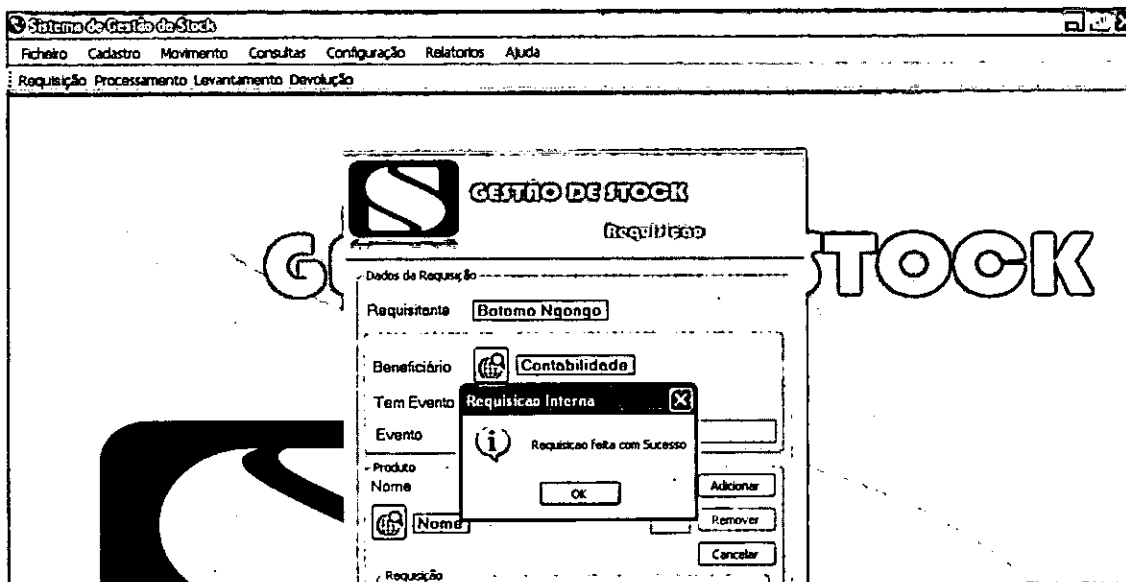 Sistema de Gestão de Stock
Ficheiro Cadastro Movimento Consultas Configuração Relatorios Ajuda
Requisição Processamento Levantamento Devolução
GESTÃO DE STOCK
Requisicao
STOCK
Dados da Requisição
Requisitante Botomo Ngongo
Beneficiário Contabilidade
Tem Evento
Requisicao Interna
Evento
Requisicao feita com Sucesso
Produto
Nome
OK
Adicionar
Nome
Remover
Cancelar
Requisição